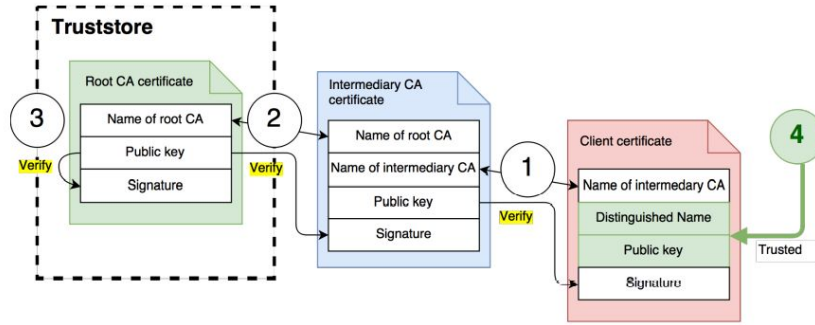 Truststore
Root CA certificate
3
Name of root CA
Public key
Verify
Signature
2
Verify
Intermediary CA
certificate
Name of root CA
Name of intermediary CA
Public key
Signature
1
Verify
Client certificate
Name of intermedary CA
Distinguished Name
Public key
Signature
4
Trusted